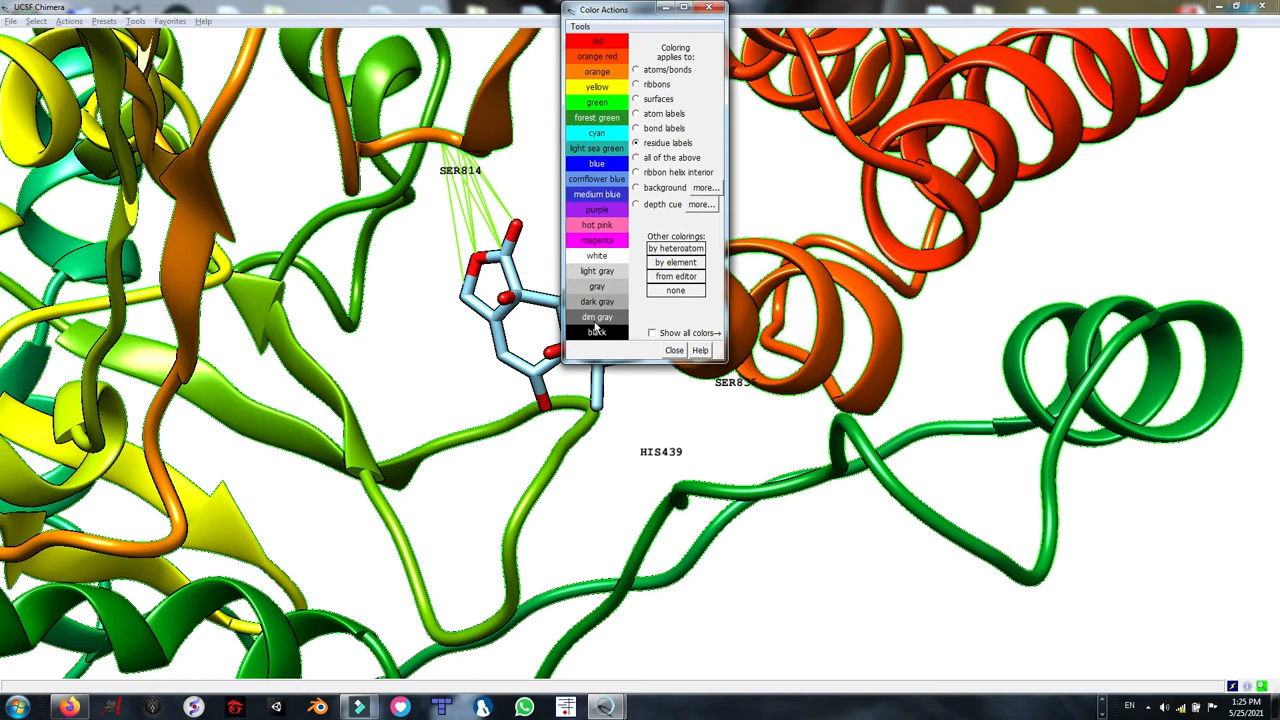 UCSF Chimera
File Select Actions Presets Tools Favorites Help
Color Actions
Tools
red
orange red
orange
yellow
green
forest green
cyan
light sea green
blue
cornflower blue
medium blue
purple
hot pink
magenta
white
light gray
gray
dark gray
dim gray
black
Coloring
applies to:
atoms/bonds
ribbons
surfaces
atom labels
bond labels
residue labels
all of the above
ribbon helix interior
background more...
depth cue more...
Other colorings:
by heteroatom
by element
from editor
none
Show all colors→
Close Help
SER814
SER835
HIS439
EN
1:25 PM
5/25/2021